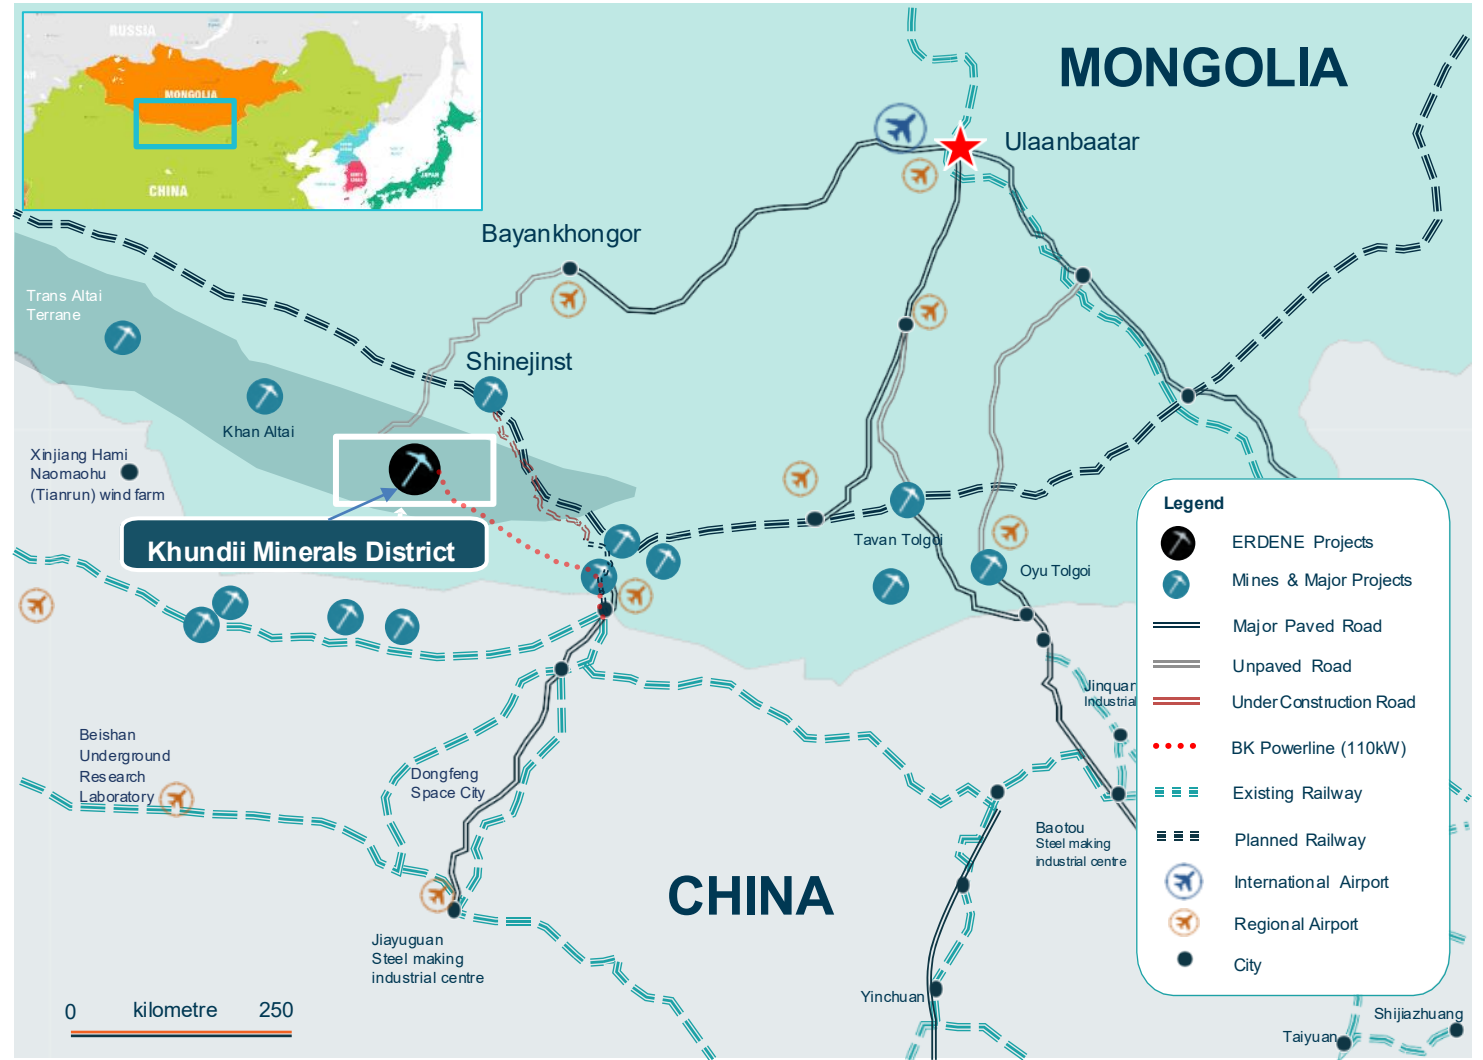 RUSSIA
MONGOLIA
CHINA
JAPAN
MONGOLIA
Ulaanbaatar
Bayankhongor
Trans Altai
Terrane
Shinejinst
Khan Altai
Xinjiang Hami
Naomaohu
(Tianrun) wind farm
Khundii Minerals District
Tavan Tolgoi
Oyu Tolgoi
Jinquan
Industrial
Beishan
Underground
Research
Laboratory
Dongfeng
Space City
Baotou
Steel making
industrial centre
CHINA
Jiayuguan
Steel making
industrial centre
Yinchuan
Taiyuan
Shijiazhuang
0 kilometre 250
Legend
ERDENE Projects
Mines & Major Projects
Major Paved Road
Unpaved Road
Under Construction Road
BK Powerline (110kW)
Existing Railway
Planned Railway
International Airport
Regional Airport
City